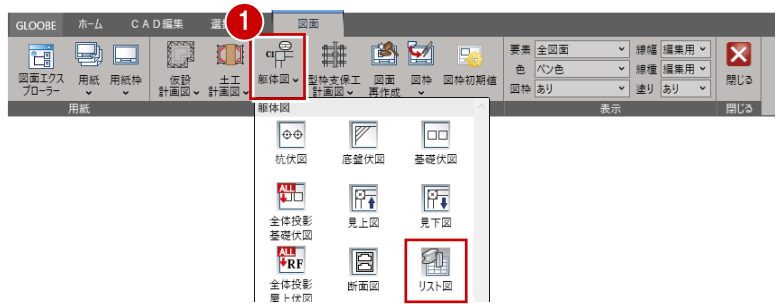 GLOOBE ホーム CAD編集 選 1 図面
図面エクス
プローラー
用紙 用紙枠
仮設
計画図
土工
計画図
躯体図
型枠支保工
計画図
図面
再作成
図枠 図枠初期値
要素 全図面 線幅 編集用
色 ペン色 線種 編集用
図枠 あり 塗り あり
閉じる
用紙 表示 閉じる
躯体図
杭伏図 底盤伏図 基礎伏図
ALL
全体投影
基礎伏図
見上図 見下図
ALL
RF
全体投影
屋上伏図
断面図 リスト図